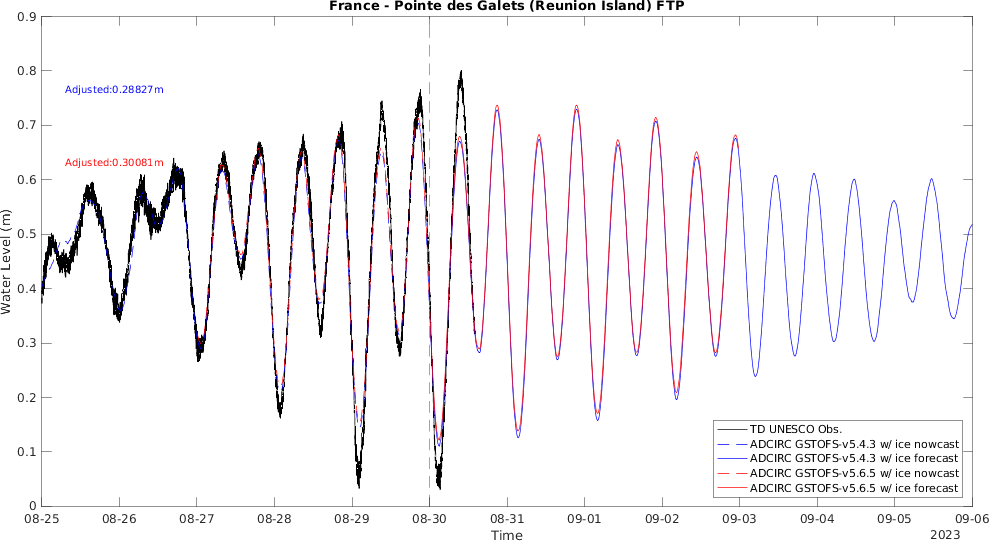 France - Pointe des Galets (Reunion Island) FTP
0.9
0.8
0.7
0.6
0.5
0.4
0.3
0.2
0.1
0
Water Level (m)
Adjusted:0.28827m
Adjusted:0.30081m
TD UNESCO Obs.
ADCIRC GSTOFS-v5.4.3 w/ ice nowcast
ADCIRC GSTOFS-v5.4.3 w/ ice forecast
ADCIRC GSTOFS-v5.6.5 w/ ice nowcast
ADCIRC GSTOFS-v5.6.5 w/ ice forecast
08-25 08-26 08-27 08-28 08-29 08-30 08-31 09-01 09-02 09-03 09-04 09-05 09-06
Time
2023